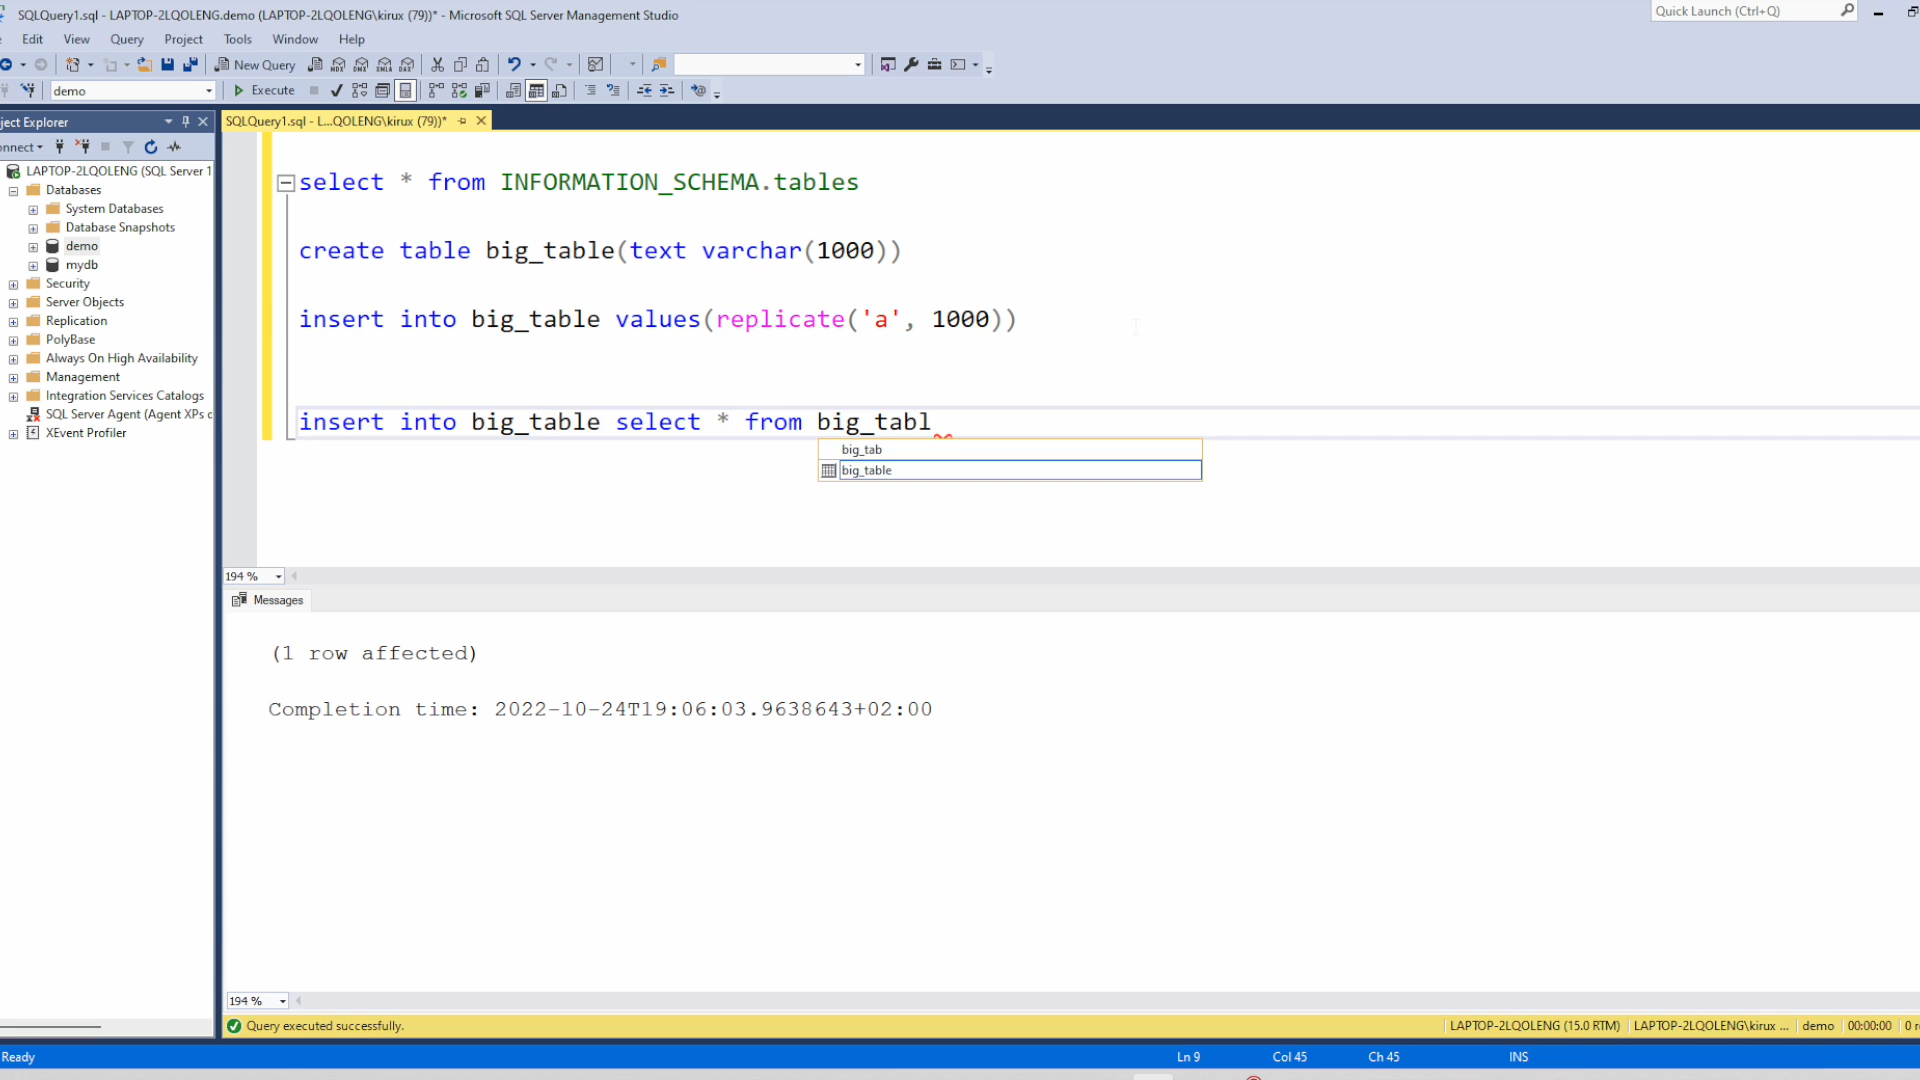 SQLQuery1.sql - LAPTOP-2LQOLENG.demo (LAPTOP-2LQOLENG\kirux (79))* - Microsoft SQL Server Management Studio
Quick Launch (Ctrl+Q)
Edit View Query Project Tools Window Help
New Query
demo
Execute
ject Explorer
SQLQuery1.sql - L...QOLENG\kirux (79))*
onnect
LAPTOP-2LQOLENG (SQL Server 1
Databases
System Databases
Database Snapshots
demo
mydb
Security
Server Objects
Replication
PolyBase
Always On High Availability
Management
Integration Services Catalogs
SQL Server Agent (Agent XPs
XEvent Profiler
select * from INFORMATION_SCHEMA.tables
create table big_table(text varchar(1000))
insert into big_table values(replicate('a', 1000))
insert into big_table select * from big_tabl
big_tab
big_table
194 %
Messages
(1 row affected)
Completion time: 2022-10-24T19:06:03.9638643+02:00
194 %
Query executed successfully.
LAPTOP-2LQOLENG (15.0 RTM) LAPTOP-2LQOLENG\kirux ... demo 00:00:00 0
Ready
Ln 9 Col 45 Ch 45 INS